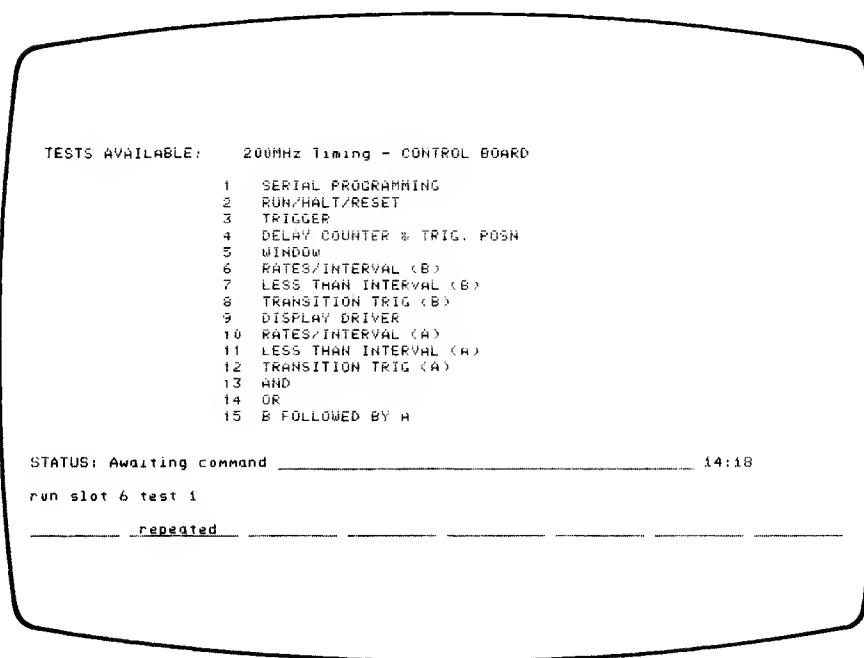 TESTS AVAILABLE: 200MHz Timing - CONTROL BOARD
1 SERIAL PROGRAMMING
2 RUN/HALT/RESET
3 TRIGGER
4 DELAY COUNTER & TRIG. POSN
5 WINDOW
6 RATES/INTERVAL (B)
7 LESS THAN INTERVAL (B)
8 TRANSITION TRIG (B)
9 DISPLAY DRIVER
10 RATES/INTERVAL (A)
11 LESS THAN INTERVAL (A)
12 TRANSITION TRIG (A)
13 AND
14 OR
15 B FOLLOWED BY A
STATUS: Awaiting command 14:18
run slot 6 test 1
repeated